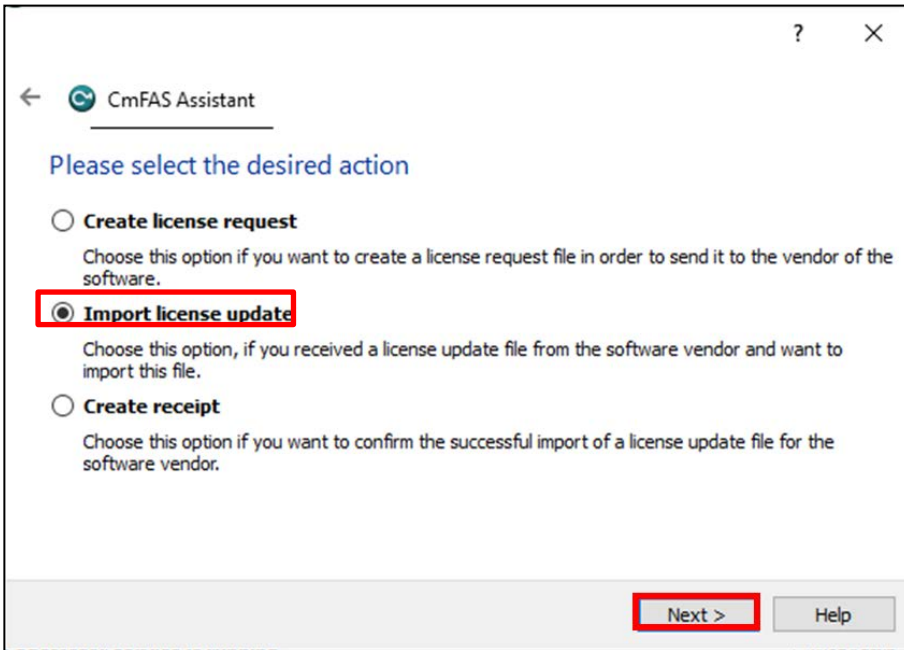 ?
CmFAS Assistant
Please select the desired action
Create license request
Choose this option if you want to create a license request file in order to send it to the vendor of the
software.
Import license update
Choose this option, if you received a license update file from the software vendor and want to
import this file.
Create receipt
Choose this option if you want to confirm the successful import of a license update file for the
software vendor.
Next > Help